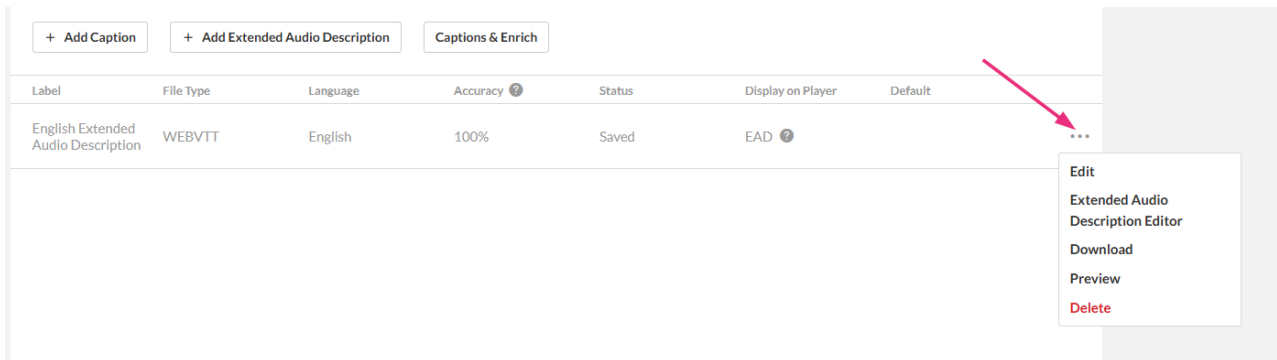 + Add Caption + Add Extended Audio Description Captions & Enrich
Label File Type Language Accuracy ? Status Display on Player Default
English Extended
Audio Description WEBVTT English 100% Saved EAD ? •••
Edit
Extended Audio
Description Editor
Download
Preview
Delete